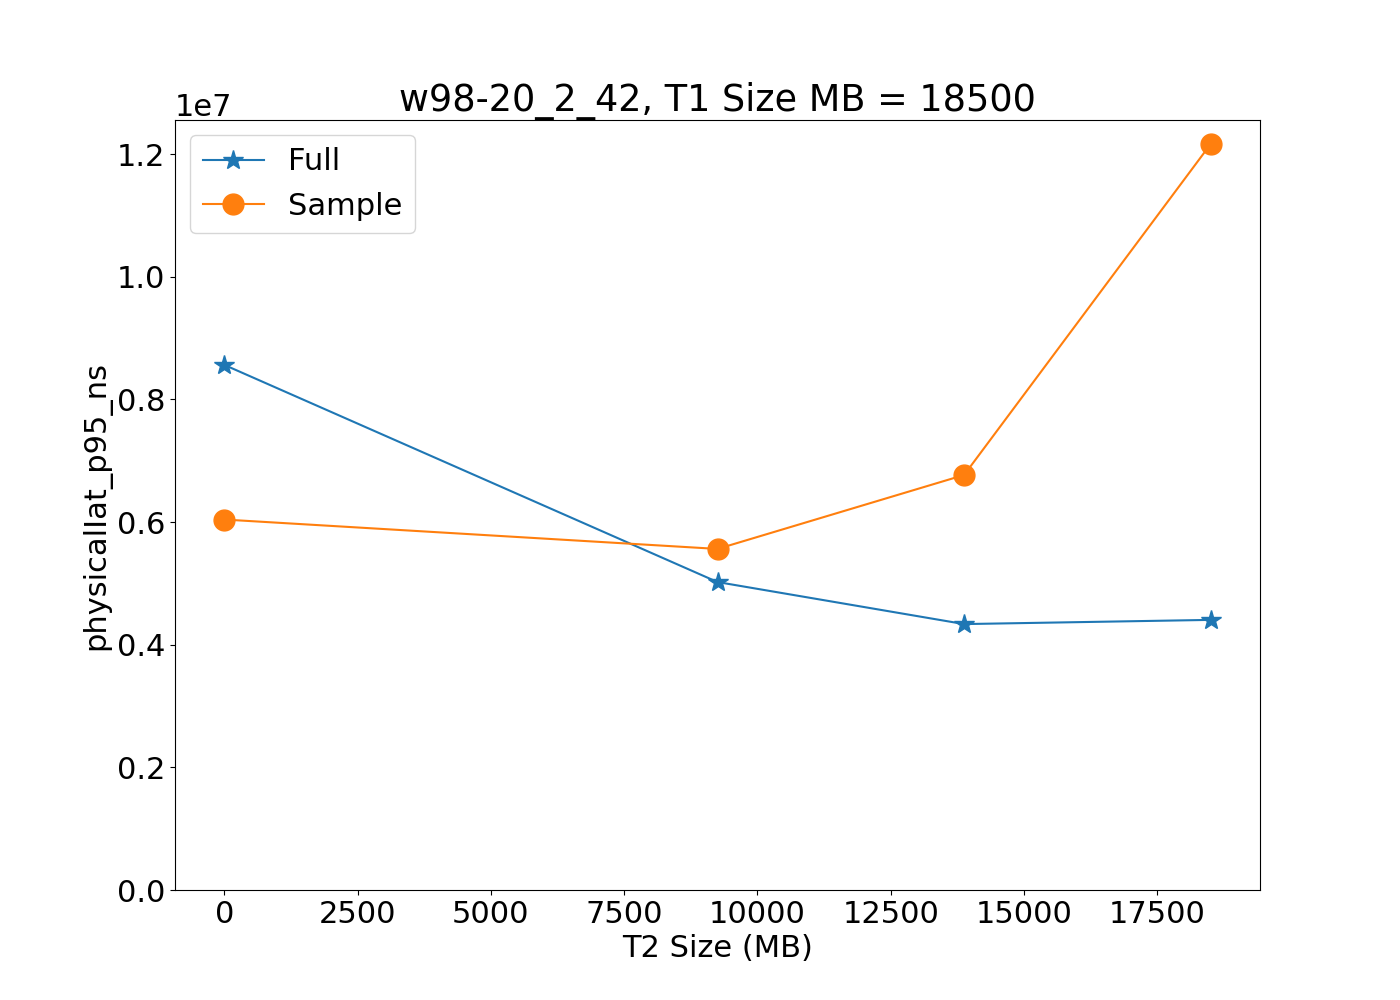 w98-20_2_42, T1 Size MB = 18500
1e7
Full
Sample
1.2
1.0
0.8
0.6
0.4
0.2
0.0
physicallat_p95_ns
0 2500 5000 7500 10000 12500 15000 17500
T2 Size (MB)